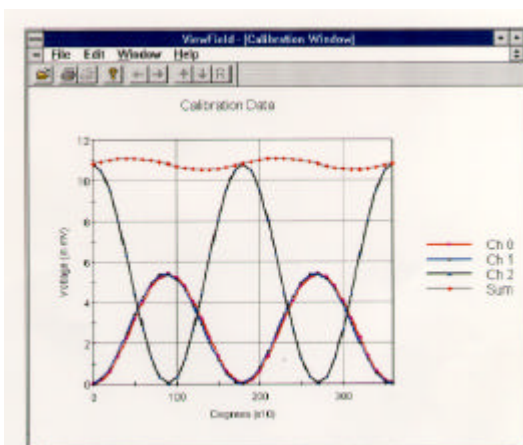 ViewField - [Calibration Window]
File Edit Window Help
R
Calibration Data
12
10
8
6
4
2
0
Voltage (in mV)
0 100 200 300
Degrees (x10)
Ch 0
Ch 1
Ch 2
Sum